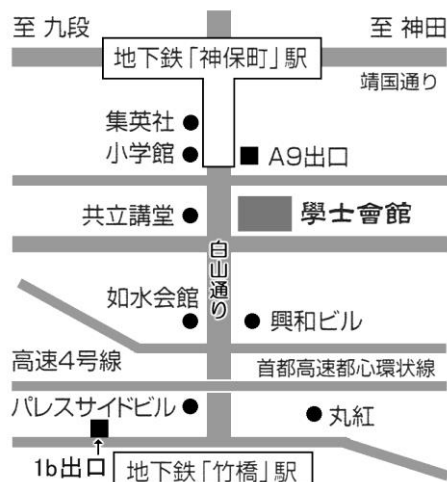 至 九段
至 神田
地下鉄「神保町」駅
靖国通り
集英社
小学館
A9出口
共立講堂
學士會館
白山通り
如水会館
興和ビル
高速4号線
首都高速都心環状線
パレスサイドビル
丸紅
1b出口
地下鉄「竹橋」駅